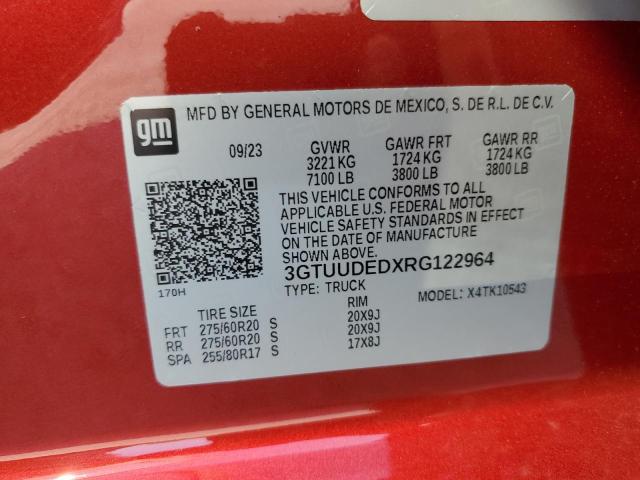 gm
MFD BY GENERAL MOTORS DE MEXICO, S. DE R.L. DE C.V.
09/23 GVWR GAWR FRT GAWR RR
3221 KG 1724 KG 1724 KG
7100 LB 3800 LB 3800 LB
THIS VEHICLE CONFORMS TO ALL
APPLICABLE U.S. FEDERAL MOTOR
VEHICLE SAFETY STANDARDS IN EFFECT
ON THE DATE OF MANUFACTURE
SHOWN ABOVE.
3GTUUDEDXRG122964
170H
TYPE: TRUCK MODEL: X4TK10543
TIRE SIZE RIM
FRT 275/60R20 S 20X9J
RR 275/60R20 S 20X9J
SPA 255/80R17 S 17X8J